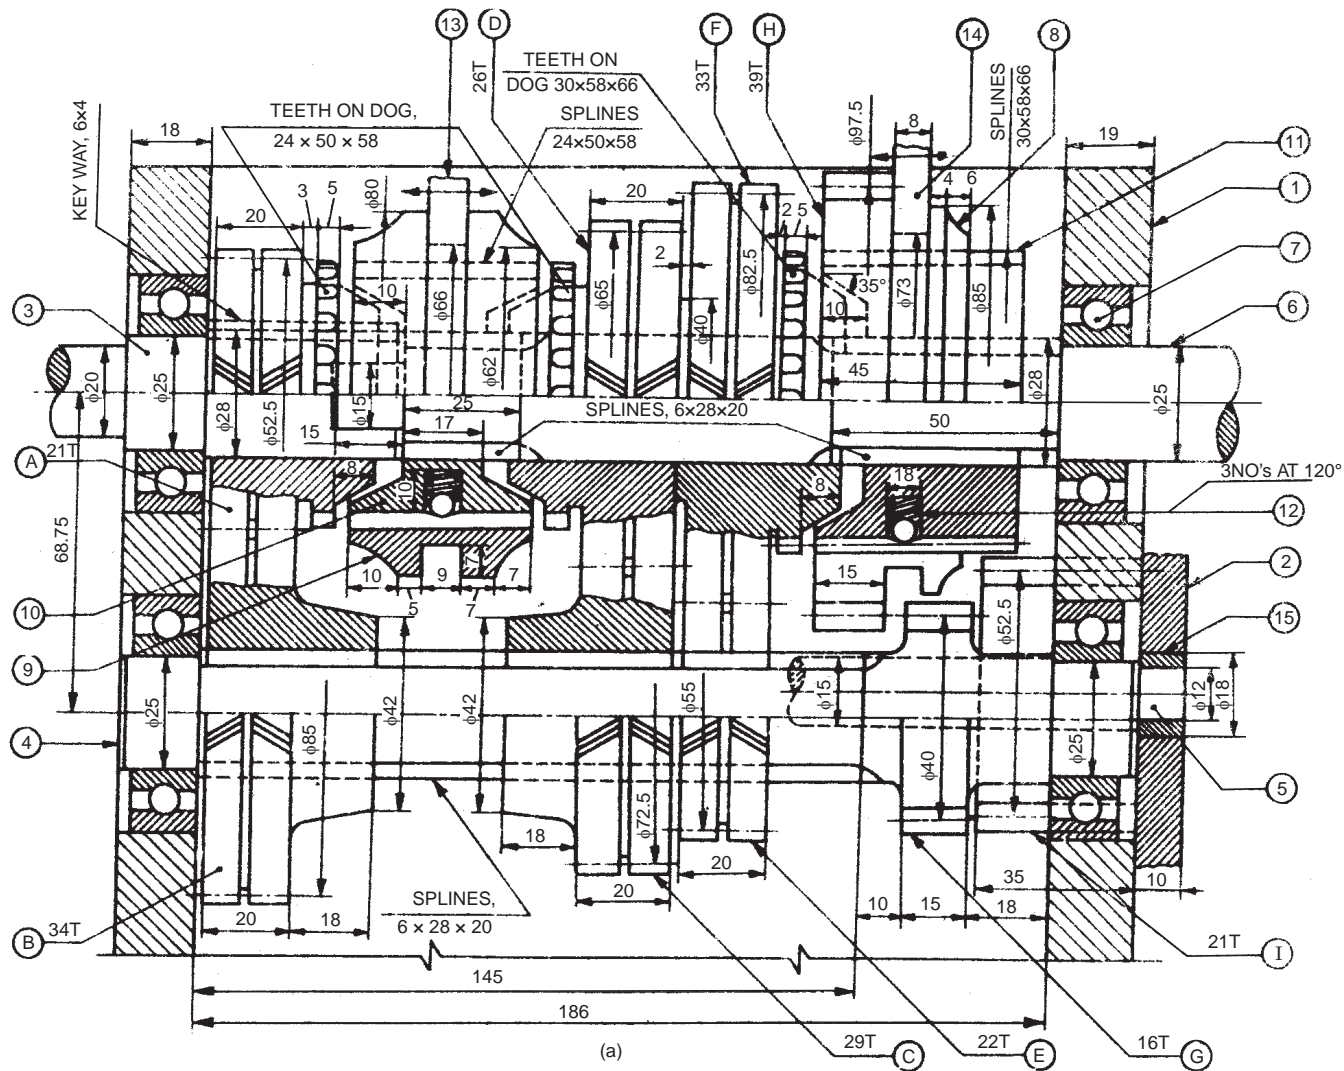 13
D
F
H
14
8
26T
TEETH ON
DOG 30×58×66
33T
39T
KEY WAY, 6×4
TEETH ON DOG,
24 × 50 × 58
SPLINES
24×50×58
ϕ97.5
8
SPLINES
30×58×66
18
19
11
1
20
3
5
ϕ80
20
2
5
4
6
7
3
10
ϕ66
2
ϕ65
ϕ82.5
35°
10
ϕ73
ϕ85
6
ϕ20
ϕ25
ϕ28
ϕ52.5
ϕ15
ϕ62
ϕ40
45
ϕ28
ϕ25
25
SPLINES, 6×28×20
15
17
50
A
21T
8
10
8
18
3NO's AT 120°
12
68.75
10
9
7
7
15
2
10
5
7
ϕ52.5
15
9
ϕ25
ϕ42
ϕ42
ϕ55
ϕ15
ϕ12
ϕ18
4
ϕ85
ϕ72.5
ϕ40
ϕ25
5
18
35
20
18
SPLINES,
6 × 28 × 20
20
20
10
15
18
10
B
34T
21T
I
145
186
(a)
29T
C
22T
E
16T
G